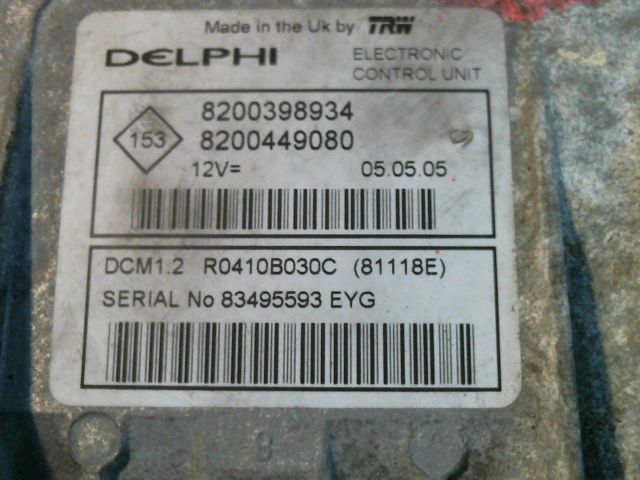 Made in the Uk by TRW
DELPHI
ELECTRONIC
CONTROL UNIT
153
8200398934
8200449080
12V=
05.05.05
DCM1.2 R0410B030C (81118E)
SERIAL No 83495593 EYG